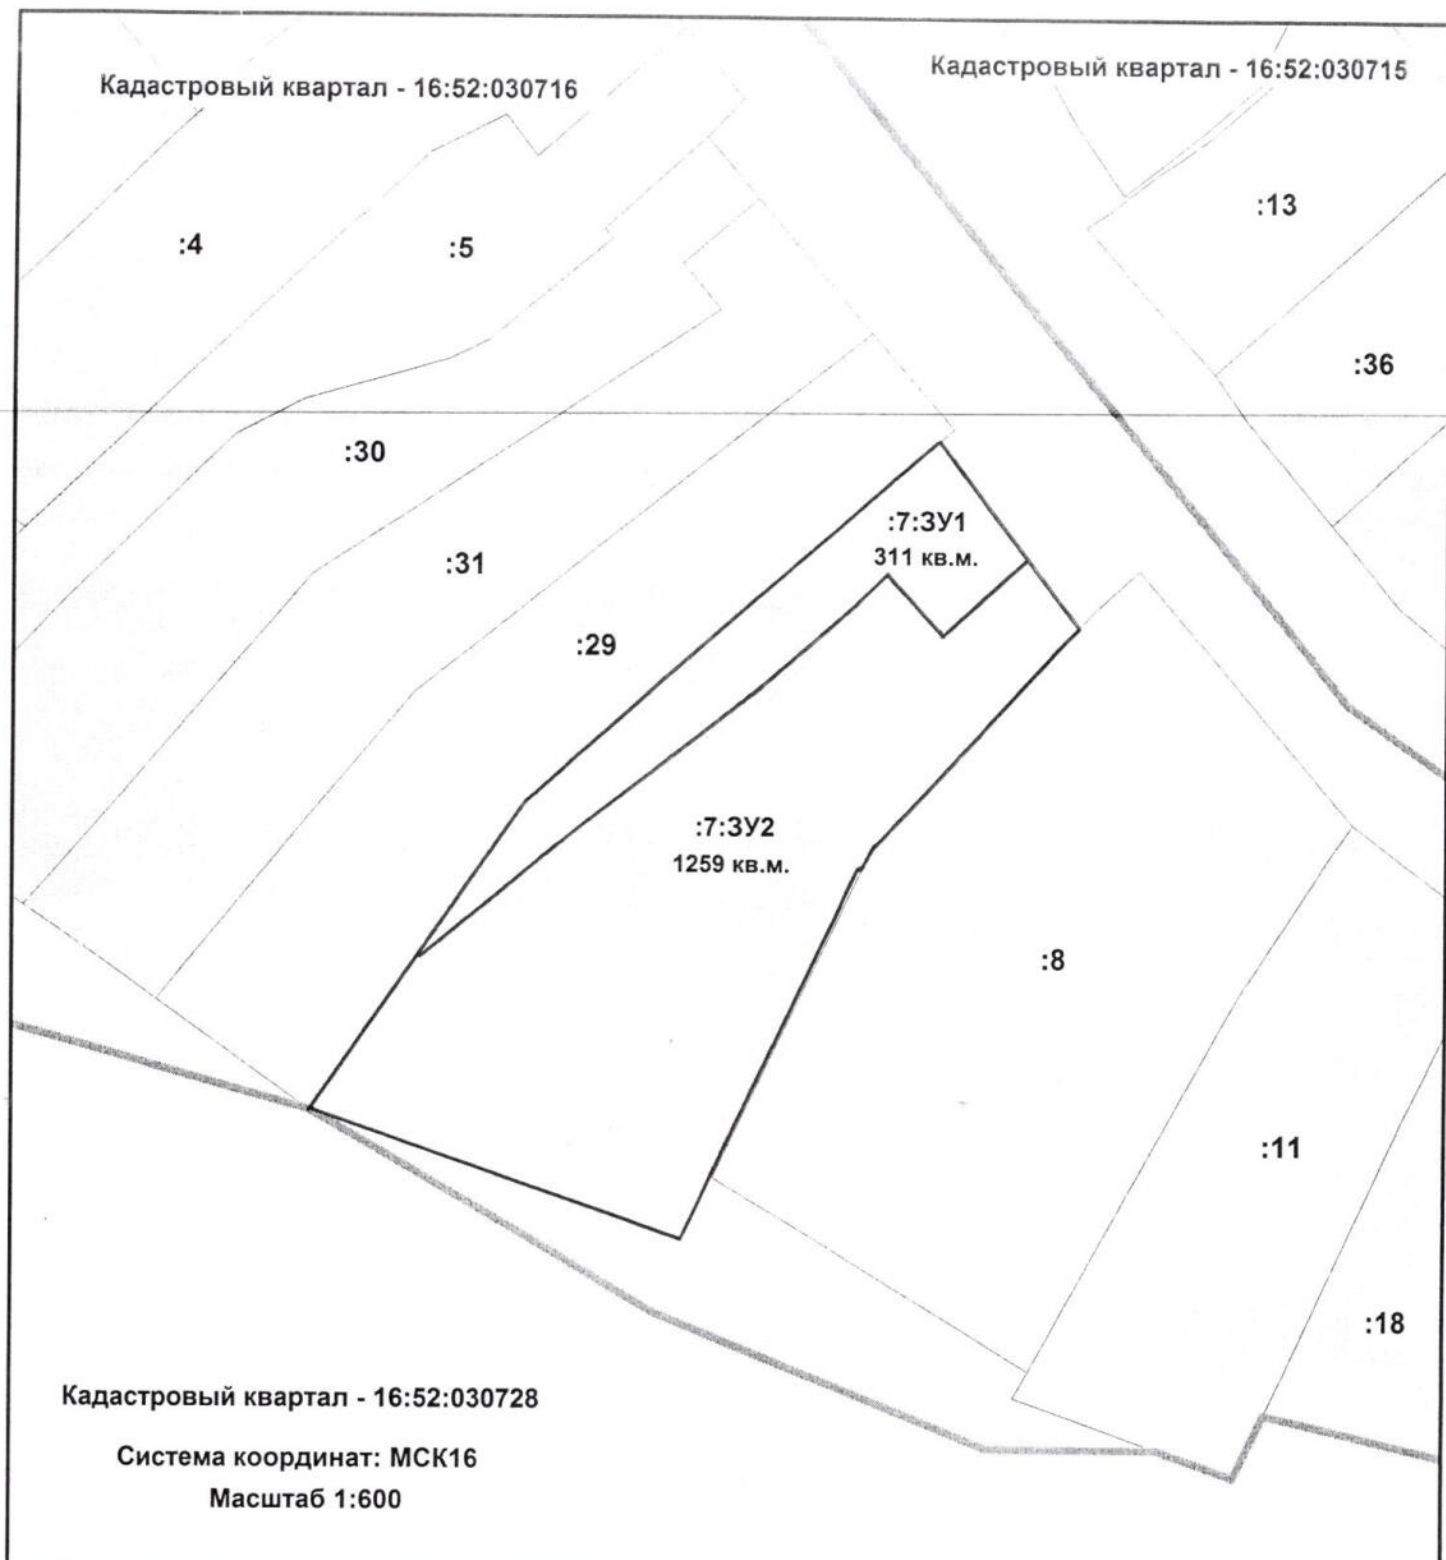 Кадастровый квартал - 16:52:030716
Кадастровый квартал - 16:52:030715
:13
:4
:5
:36
:30
:7:ЗУ1
311 кв.м.
:31
:29
:7:ЗУ2
1259 кв.м.
:8
:11
:18
Кадастровый квартал - 16:52:030728
Система координат: МСК16
Масштаб 1:600